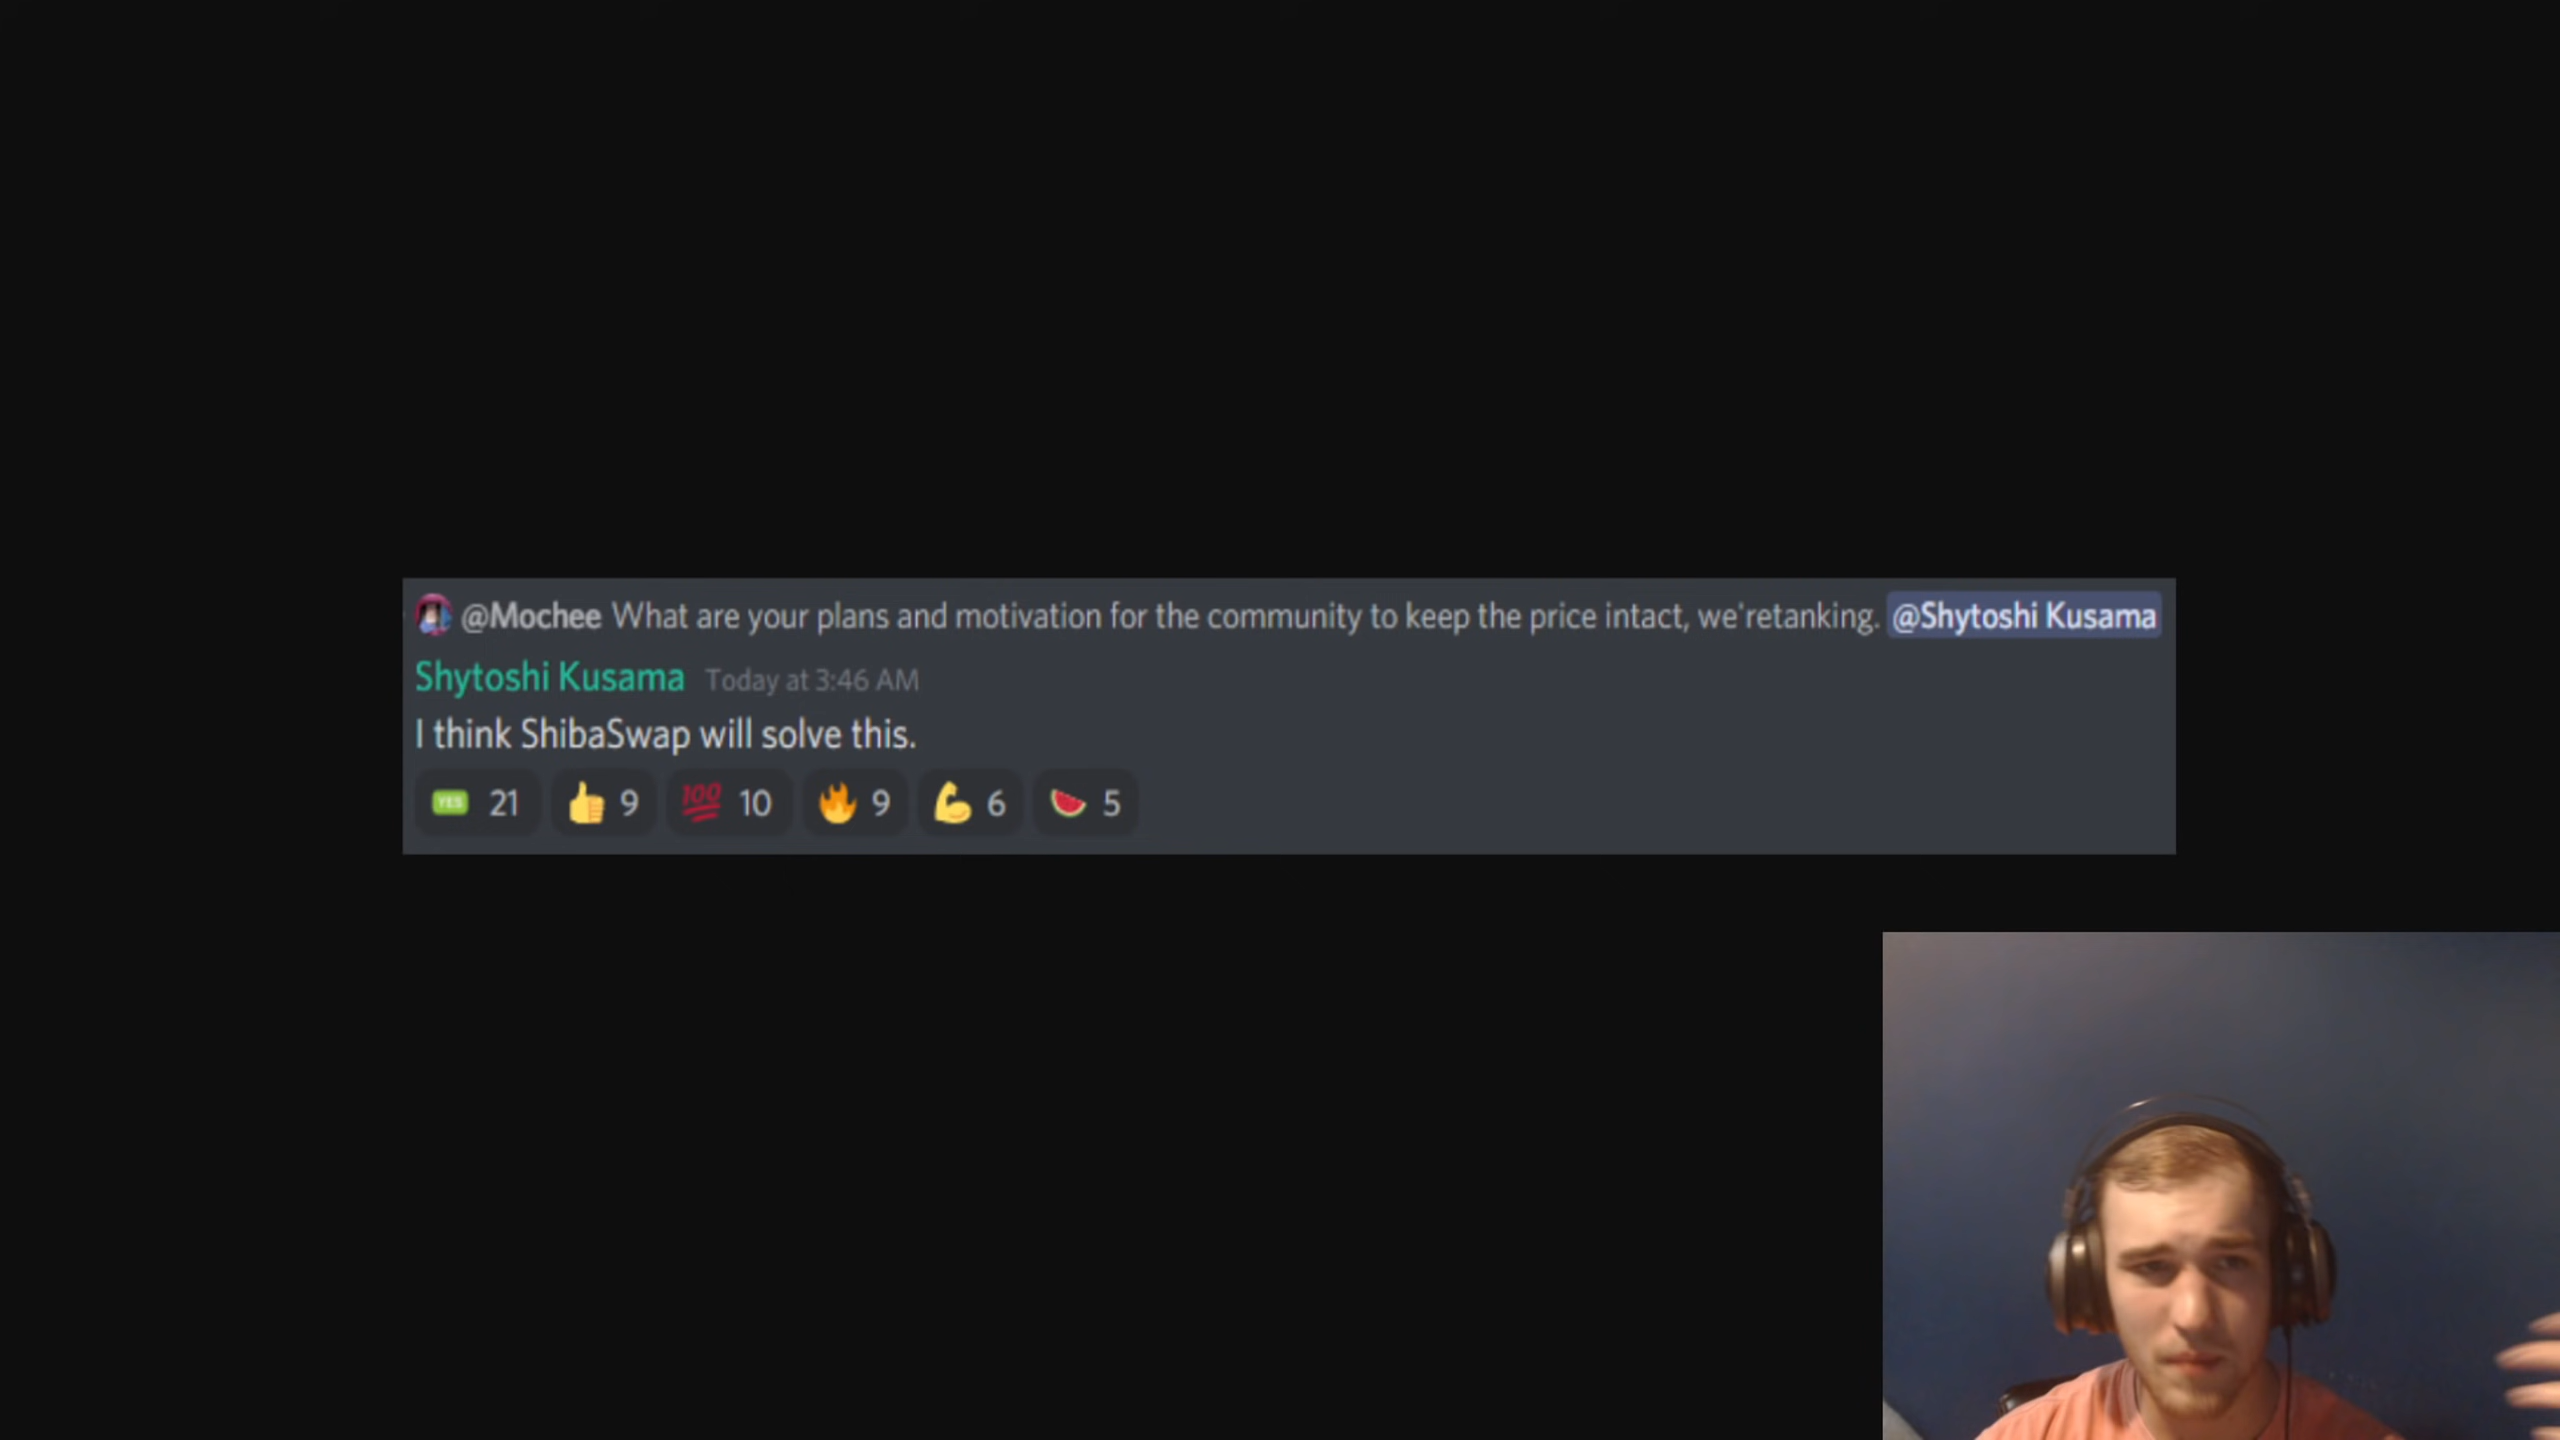 @Mochee What are your plans and motivation for the community to keep the price intact, we'retanking. @Shytoshi Kusama
Shytoshi Kusama Today at 3:46 AM
I think ShibaSwap will solve this.
YES 21 👍 9 💯 10 🔥 9 💪 6 🍉 5